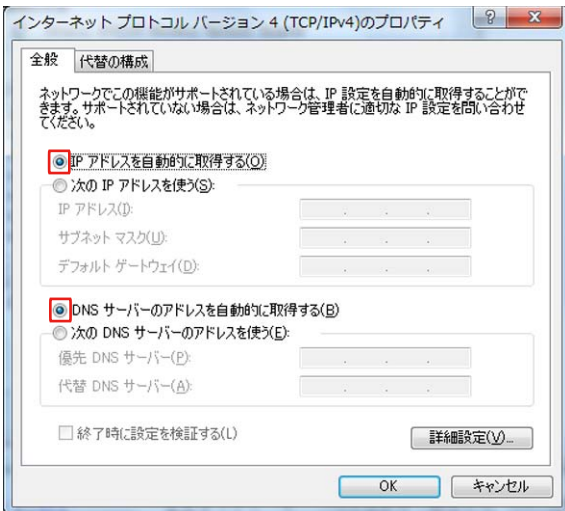 インターネット プロトコル バージョン 4 (TCP/IPv4)のプロパティ
?
X
全般
代替の構成
ネットワークでこの機能がサポートされている場合は、IP 設定を自動的に取得することがで
きます。サポートされていない場合は、ネットワーク管理者に適切な IP 設定を問い合わせ
てください。
IP アドレスを自動的に取得する(O)
次の IP アドレスを使う(S):
IP アドレス(I):
サブネット マスク(U):
デフォルト ゲートウェイ(D):
DNS サーバーのアドレスを自動的に取得する(B)
次の DNS サーバーのアドレスを使う(E):
優先 DNS サーバー(P):
代替 DNS サーバー(A):
終了時に設定を検証する(L)
詳細設定(V)...
OK
キャンセル